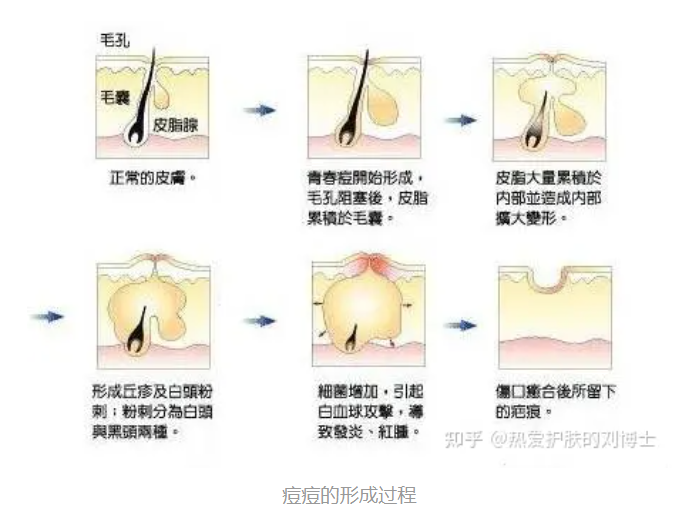 毛孔
毛囊
皮脂腺
正常的皮膚。
青春痘開始形成，
毛孔阻塞後，皮脂
累積於毛囊。
皮脂大量累積於
内部並造成内部
擴大變形。
形成丘疹及白頭粉
刺；粉刺分為白頭
與黑頭兩種。
細菌增加，引起
白血球攻擊，導
致發炎、紅腫。
傷口癒合後所留下
的疤痕。
知乎 @热爱护肤的刘博士
痘痘的形成过程